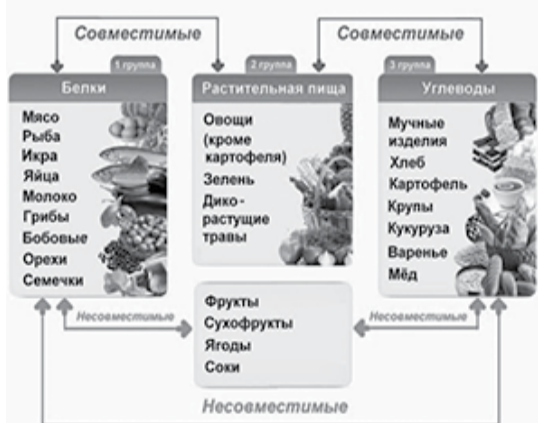 Совместимые
Совместимые
1 группа
Белки
Мясо
Рыба
Икра
Яйца
Молоко
Грибы
Бобовые
Орехи
Семечки
2 группа
Растительная пища
Овощи
(кроме
картофеля)
Зелень
Дико-
растущие
травы
3 группа
Углеводы
Мучные
изделия
Хлеб
Картофель
Крупы
Кукуруза
Варенье
Мёд
Фрукты
Сухофрукты
Ягоды
Соки
Несовместимые
Несовместимые
Несовместимые